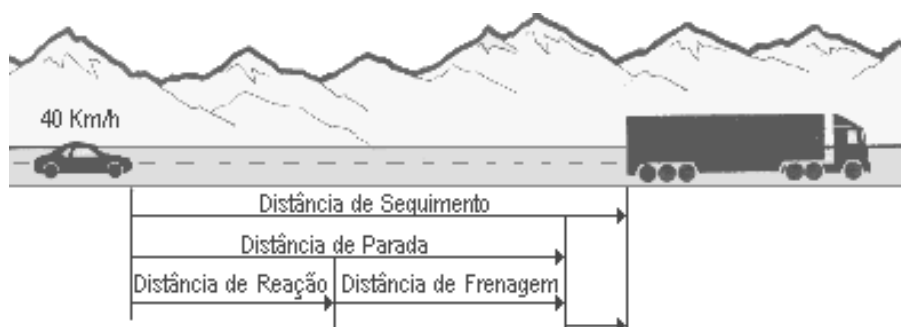 40 Km/h
Distância de Sequimento
Distância de Parada
Distância de Reação Distância de Frenagem